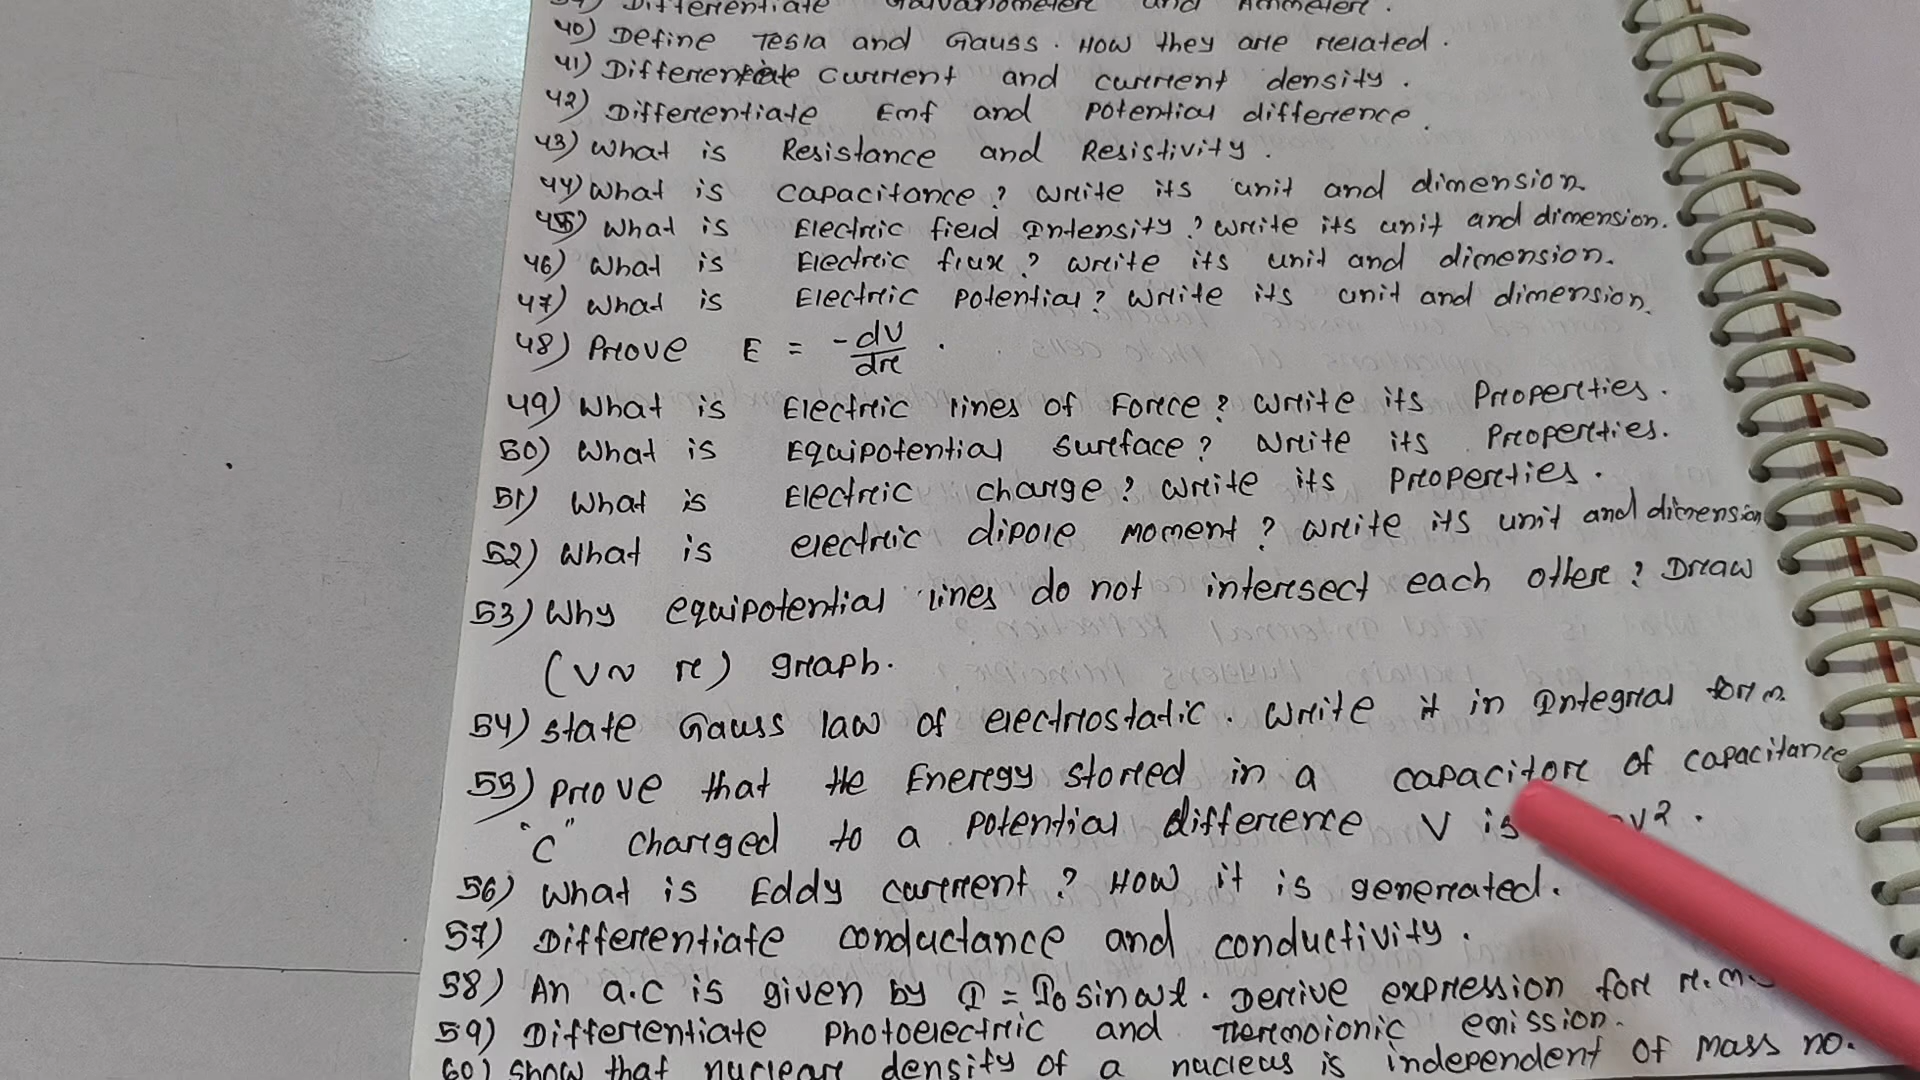 39) Differentiate Galvanometer and Ammeter.
40) Define Tesla and Gauss. How they are related.
41) Differentiate current and current density.
42) Differentiate Emf and potential difference.
43) What is Resistance and Resistivity.
44) What is capacitance? Write its unit and dimension.
45) What is Electric field Intensity? Write its unit and dimension.
46) What is Electric flux? Write its unit and dimension.
47) What is Electric potential? Write its unit and dimension.
48) Prove E = -dv/dr.
49) What is Electric lines of Force? Write its Properties.
50) What is Equipotential surface? Write its Properties.
51) What is Electric charge? Write its Properties.
52) What is electric dipole moment? Write its unit and dimension
53) Why equipotential lines do not intersect each other? Draw
(V~ r) graph.
54) State Gauss law of electrostatic. Write it in Integral form.
55) Prove that the Energy stored in a capacitor of capacitance
"C" charged to a potential difference V is v².
56) What is Eddy current? How it is generated.
57) Differentiate conductance and conductivity.
58) An a.c is given by I = I₀ sin ωt. Derive expression for r.m.
59) Differentiate Photoelectric and Thermoionic emission.
60) Show that nuclear density of a nucleus is independent of mass no.